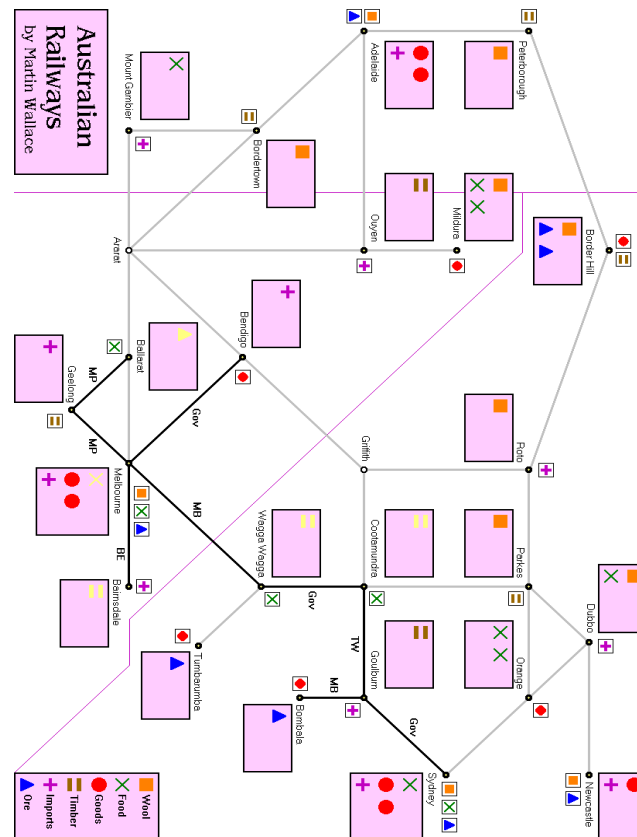 Australian
Railways
by Martin Wallace
Mount Gambier
Adelaide
Peterborough
Bordertown
Ouyen
Mildura
Border Hill
Ararat
Bendigo
Ballarat
Geelong
MP
MP
Gov
Melbourne
MB
BE
Bairnsdale
Griffith
Roto
Wagga Wagga
Cootamundra
Parkes
Gov
TW
Dubbo
Tumbarumba
Goulburn
Orange
MB
Bombala
Gov
Sydney
Newcastle
Wool
Food
Goods
Timber
Imports
Ore